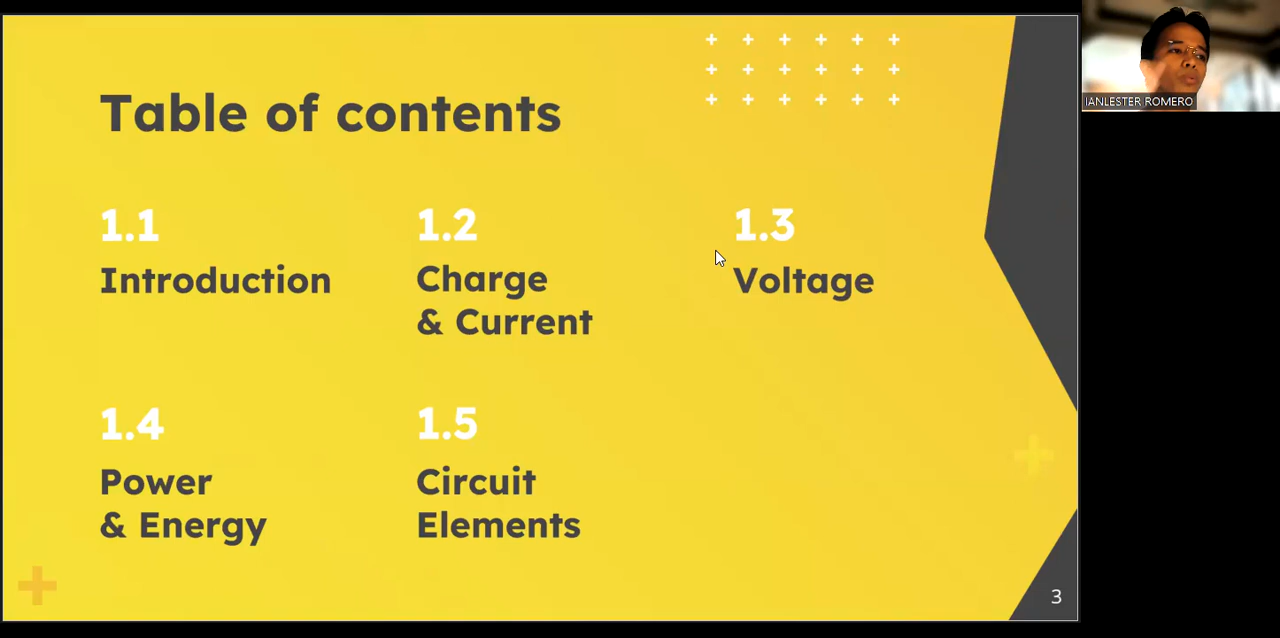 Table of contents
1.1
Introduction
1.2
Charge
& Current
1.3
Voltage
1.4
Power
& Energy
1.5
Circuit
Elements
3
IANLESTER ROMERO